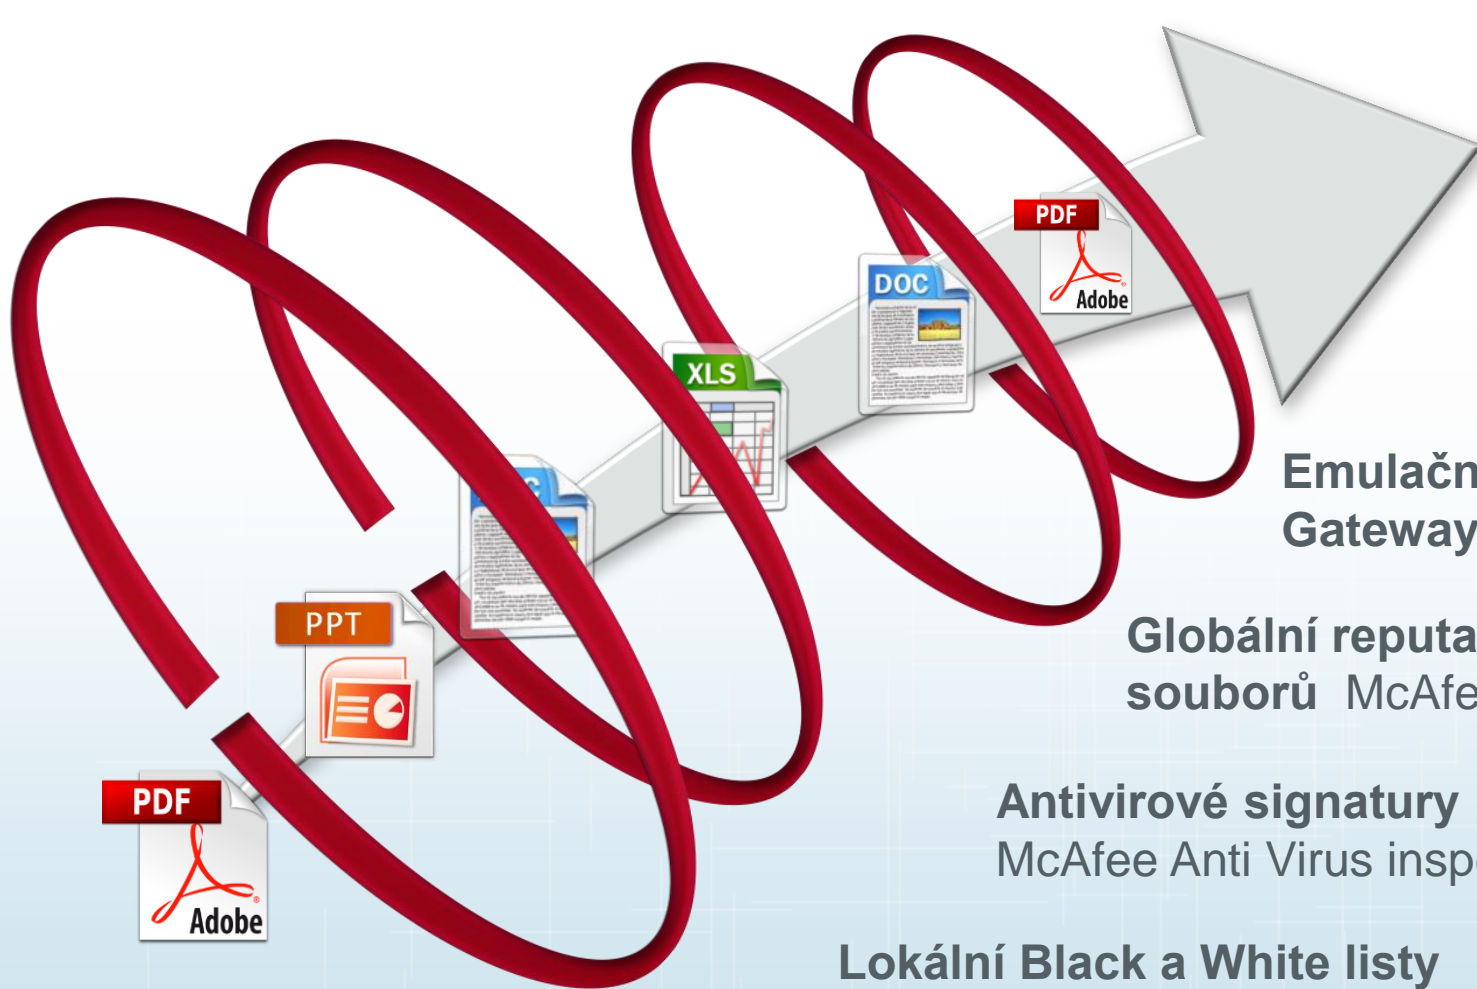 PDF
Adobe
DOC
XLS
PPT
PDF
Adobe
Emulačn
Gateway
Globální reputa
souborů McAfe
Antivirové signatury
McAfee Anti Virus insp
Lokální Black a White listy